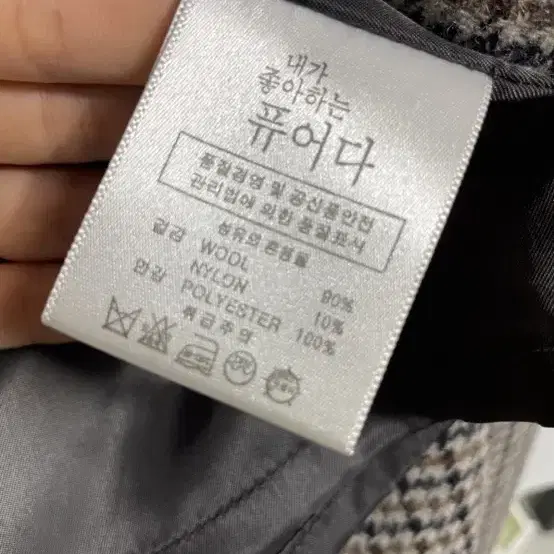 내가
좋아하는
퓨어다
품질경영 및 공산품안전
관리법에 의한 품질표시
섬유의 혼용율
겉감 WOOL 90%
NYLON 10%
안감 POLYESTER 100%
취급주의